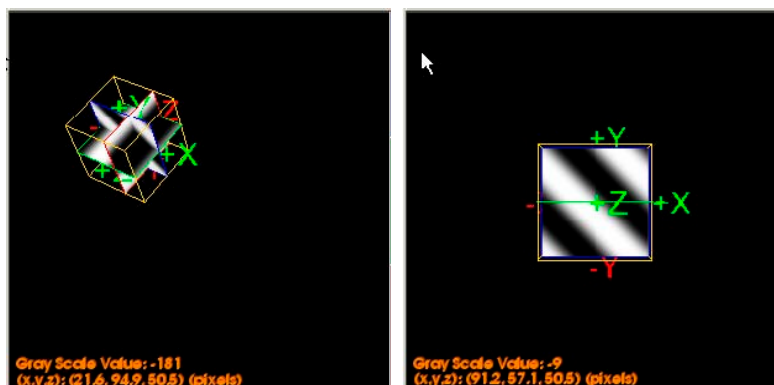 +Y
Z
-
+X
+Z
Gray Scale Value: -181
(x,y,z): (21.6, 94.9, 50.5) (pixels)
+Y
- +Z +X
-Y
Gray Scale Value: -9
(x,y,z): (91.2, 57.1, 50.5) (pixels)